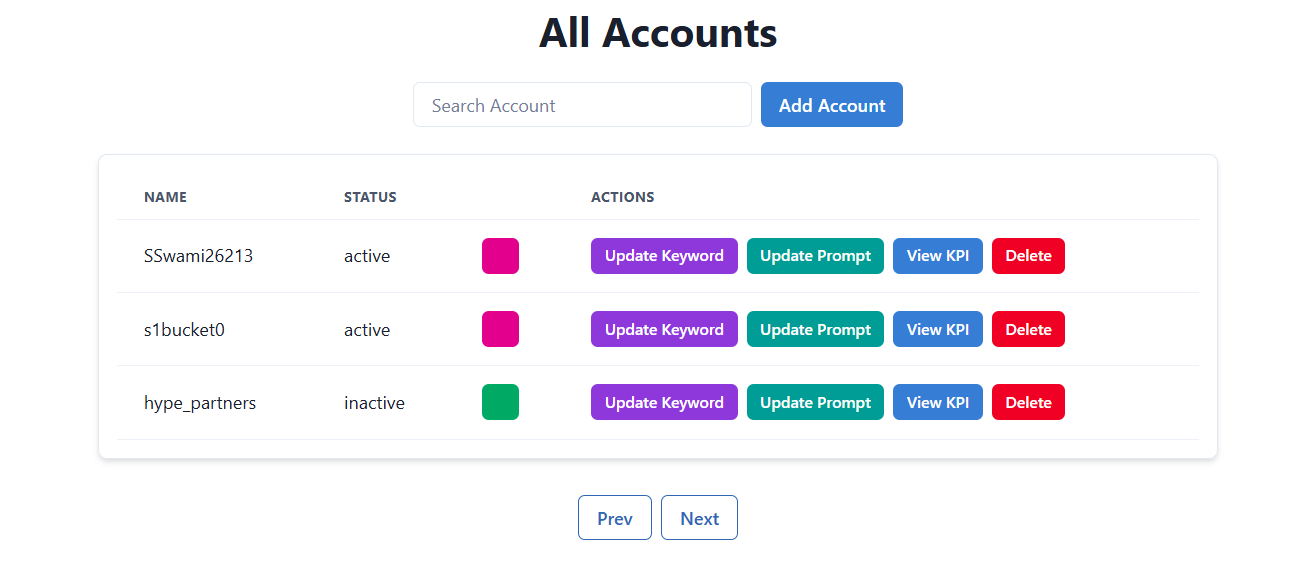 All Accounts
Search Account Add Account
NAME STATUS ACTIONS
SSwami26213 active Update Keyword Update Prompt View KPI Delete
s1bucket0 active Update Keyword Update Prompt View KPI Delete
hype_partners inactive Update Keyword Update Prompt View KPI Delete
Prev Next